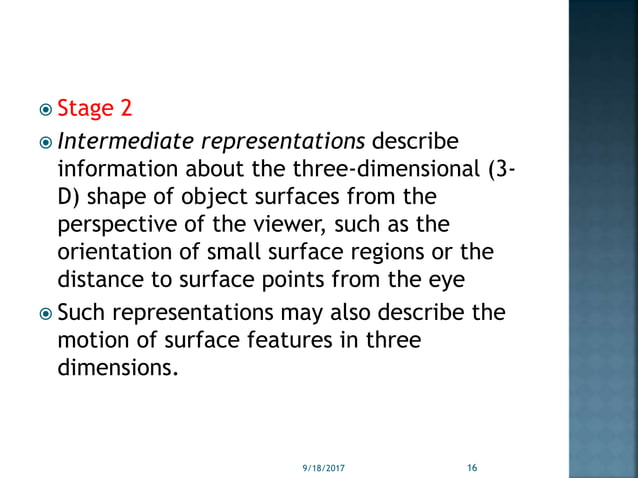 Stage 2
Intermediate representations describe
information about the three-dimensional (3-
D) shape of object surfaces from the
perspective of the viewer, such as the
orientation of small surface regions or the
distance to surface points from the eye
Such representations may also describe the
motion of surface features in three
dimensions.
9/18/2017
16